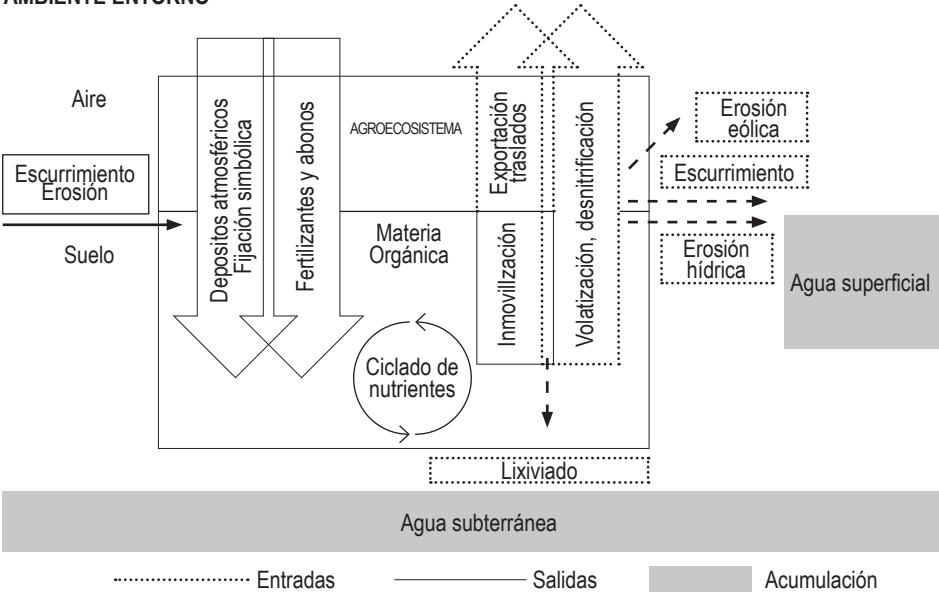 AMBIENTE ENTORNO
Aire
Escurrimiento
Erosión
Suelo
Depositos atmosféricos
Fijación simbólica
Fertilizantes y abonos
AGROECOSISTEMA
Materia
Orgánica
Ciclado de
nutrientes
Exportación
traslados
Inmovilzación
Volatización, desnitrificación
Erosión
eólica
Escurrimiento
Erosión
hídrica
Agua superficial
Lixiviado
Agua subterránea
Entradas
Salidas
Acumulación